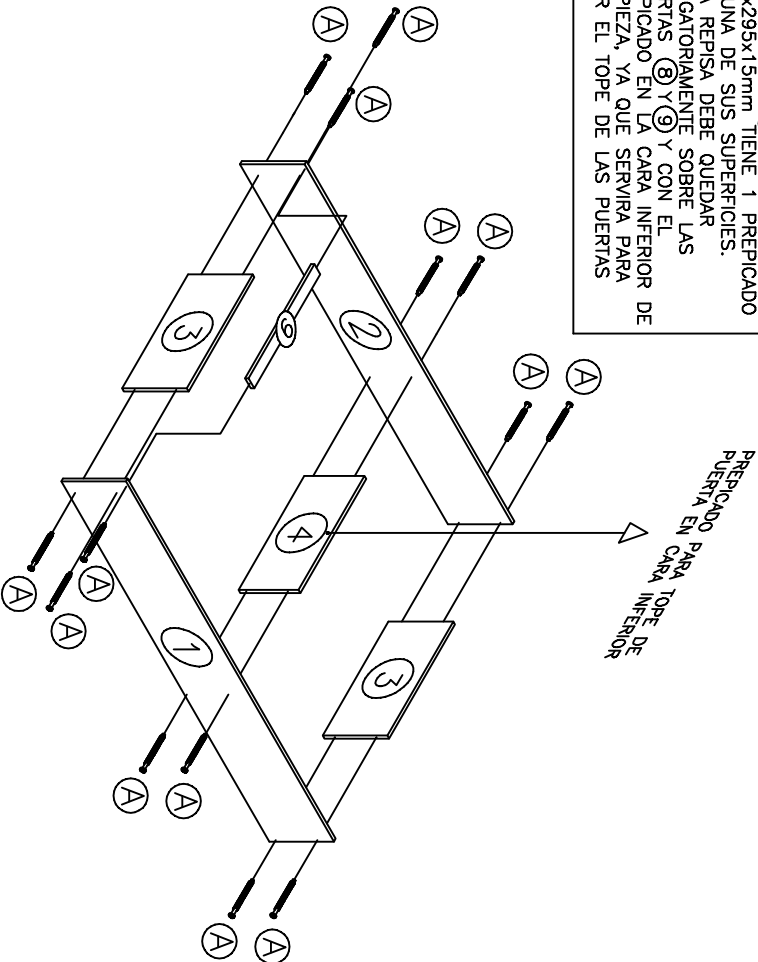 x295x15mm TIENE 1 PREPICADO
UNA DE SUS SUPERFICIES.
A REPISA DEBE QUEDAR
GATORIAMENTE SOBRE LAS
RTAS 8 Y 9 Y CON EL
PICADO EN LA CARA INFERIOR DE
PIEZA, YA QUE SERVIRA PARA
R EL TOPE DE LAS PUERTAS
PREPICADO PARA TOPE DE
PUERTA EN CARA INFERIOR
A
A
A
A
A
A
A
2
3
6
4
3
1
A
A
A
A
A
A
A